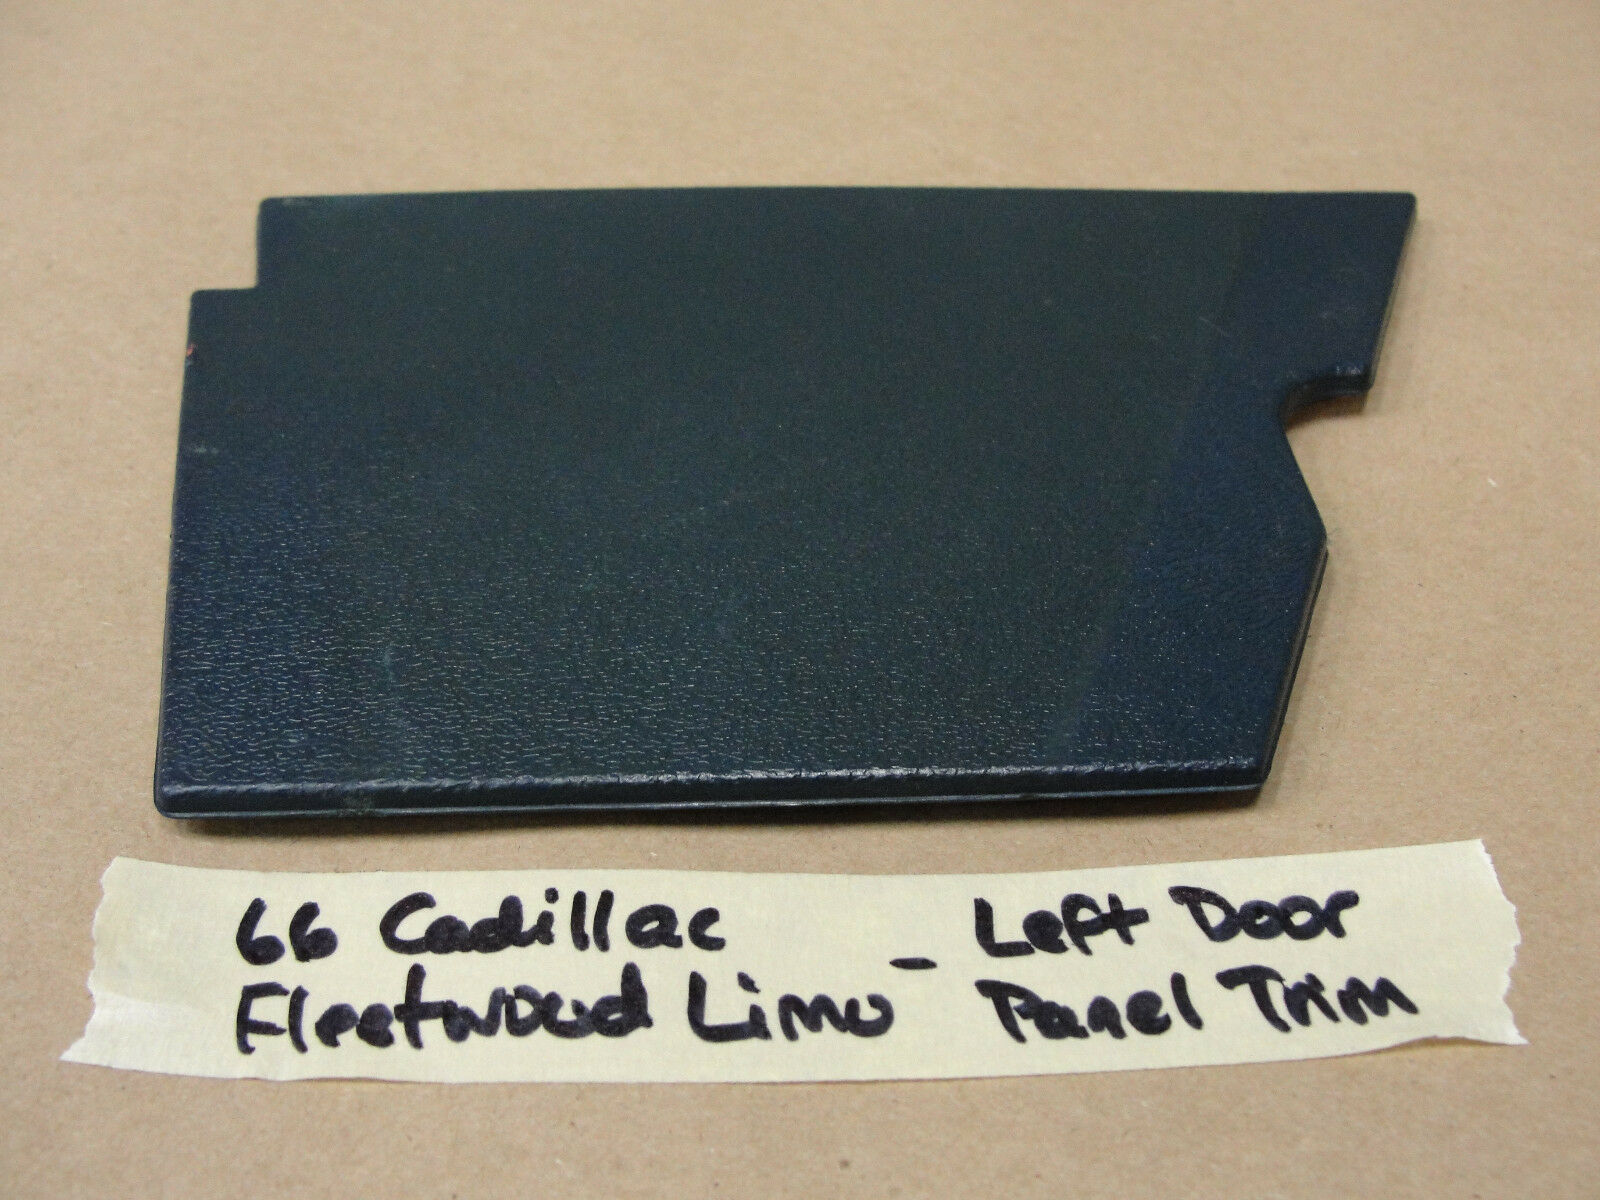 66 Cadillac
Fleetwood Limo - Left Door
Panel Trim